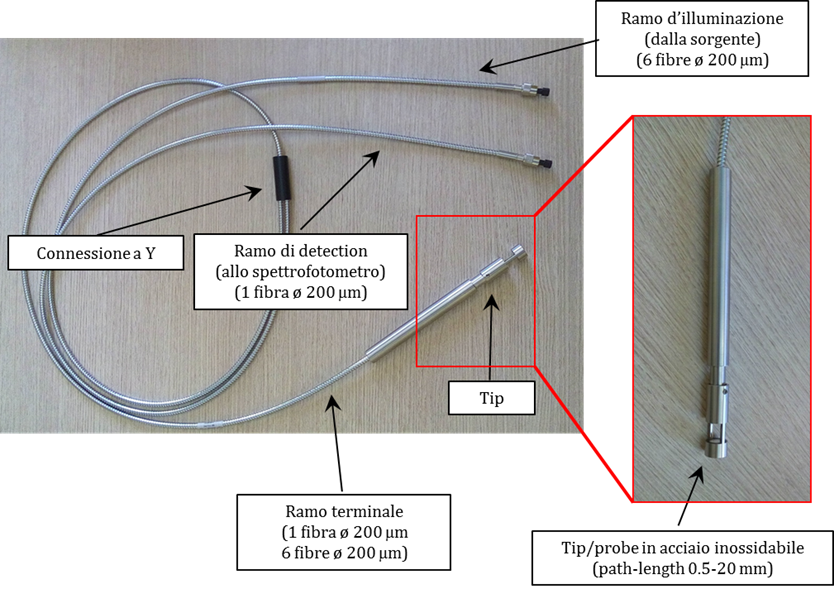 Ramo d’illuminazione
(dalla sorgente)
(6 fibre ø 200 μm)
Connessione a Y
Ramo di detection
(allo spettrofotometro)
(1 fibra ø 200 μm)
Tip
Ramo terminale
(1 fibra ø 200 μm
6 fibre ø 200 μm)
Tip/probe in acciaio inossidabile
(path-length 0.5-20 mm)